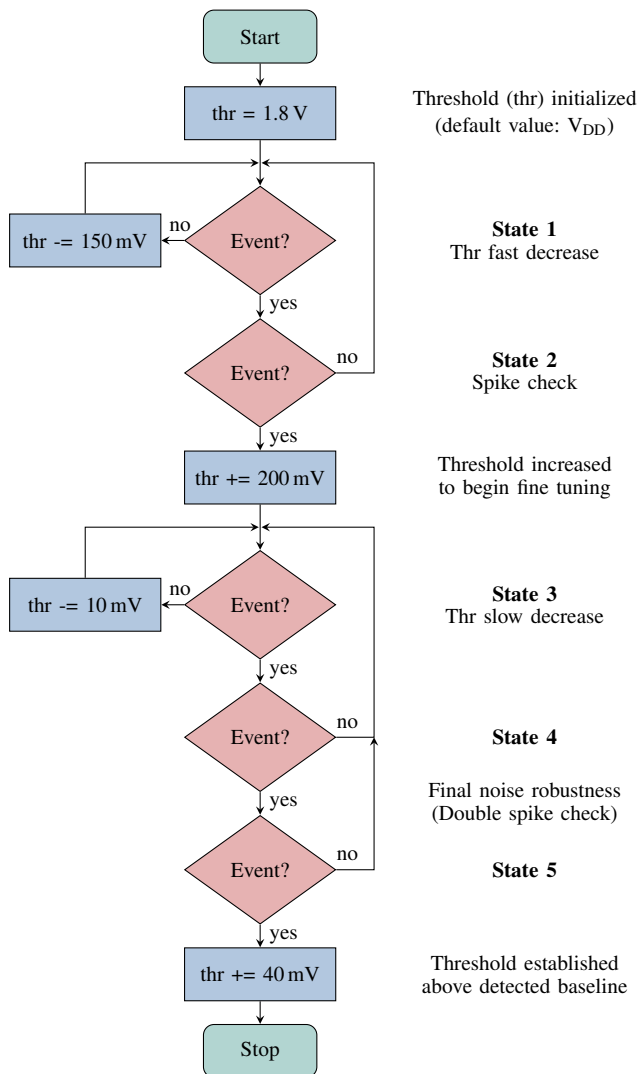 Start
thr = 1.8 V
Threshold (thr) initialized
(default value: V_DD)
thr -= 150 mV
no
Event?
State 1
Thr fast decrease
yes
Event?
no
State 2
Spike check
yes
thr += 200 mV
Threshold increased
to begin fine tuning
thr -= 10 mV
no
Event?
State 3
Thr slow decrease
yes
Event?
no
State 4
yes
Final noise robustness
(Double spike check)
Event?
no
State 5
yes
thr += 40 mV
Threshold established
above detected baseline
Stop